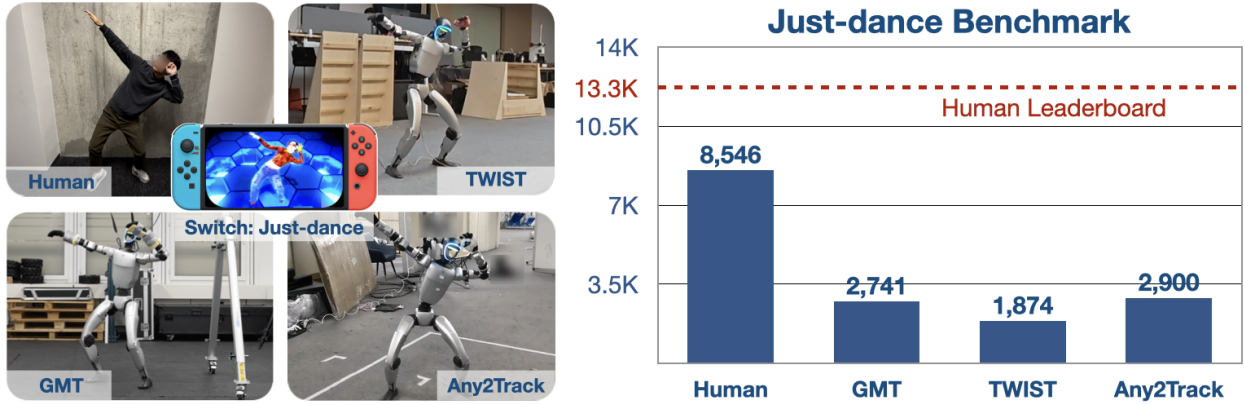 Human
TWIST
Switch: Just-dance
GMT
Any2Track
Just-dance Benchmark
14K
13.3K
Human Leaderboard
10.5K
8,546
7K
3.5K
2,741
1,874
2,900
Human
GMT
TWIST
Any2Track